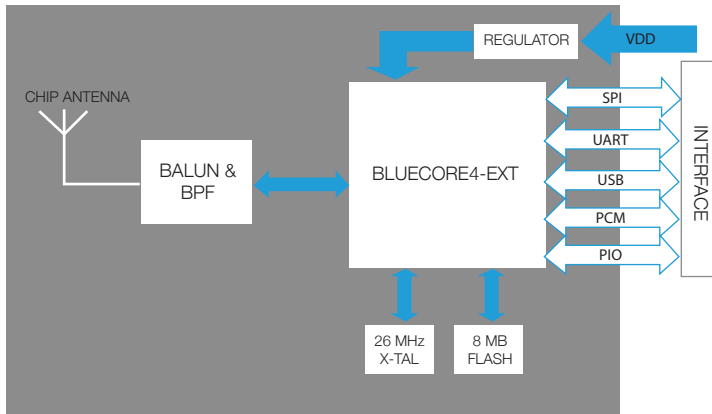 REGULATOR
VDD
CHIP ANTENNA
BALUN &
BPF
BLUECORE4-EXT
SPI
UART
USB
PCM
PIO
INTERFACE
26 MHz
X-TAL
8 MB
FLASH